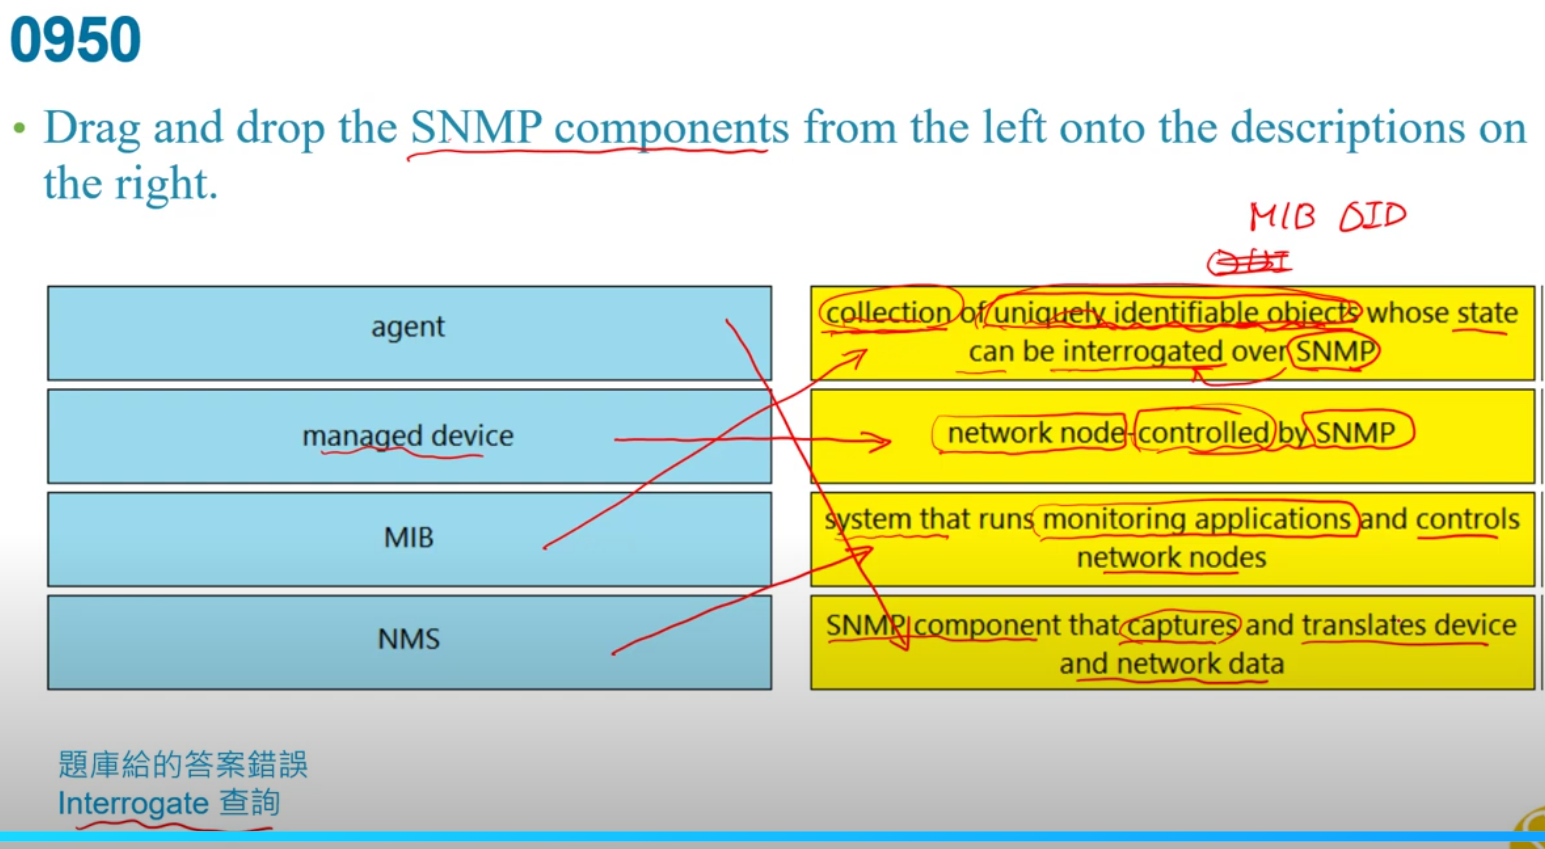 0950
• Drag and drop the SNMP components from the left onto the descriptions on
the right.
MIB OID
agent
collection of uniquely identifiable objects whose state
can be interrogated over SNMP
managed device
network node controlled by SNMP
MIB
system that runs monitoring applications and controls
network nodes
NMS
SNMP component that captures and translates device
and network data
題庫給的答案錯誤
Interrogate 查詢